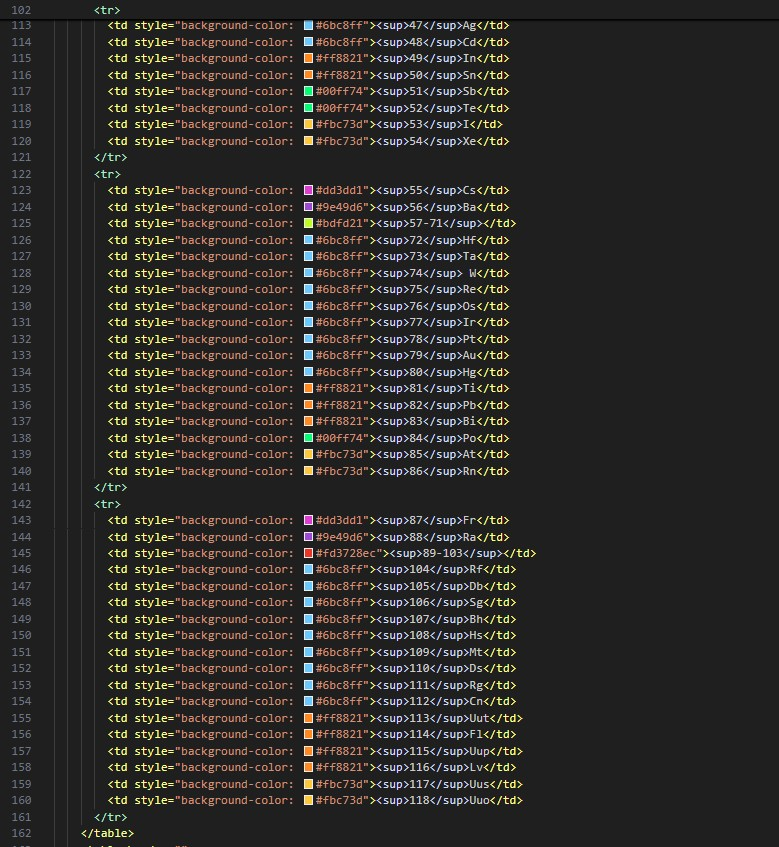 102 <tr>
113 <td style="background-color: #6bc8ff"><sup>47</sup>Ag</td>
114 <td style="background-color: #6bc8ff"><sup>48</sup>Cd</td>
115 <td style="background-color: #ff8821"><sup>49</sup>In</td>
116 <td style="background-color: #ff8821"><sup>50</sup>Sn</td>
117 <td style="background-color: #00ff74"><sup>51</sup>Sb</td>
118 <td style="background-color: #00ff74"><sup>52</sup>Te</td>
119 <td style="background-color: #fbc73d"><sup>53</sup>I</td>
120 <td style="background-color: #fbc73d"><sup>54</sup>Xe</td>
121 </tr>
122 <tr>
123 <td style="background-color: #dd3dd1"><sup>55</sup>Cs</td>
124 <td style="background-color: #9e49d6"><sup>56</sup>Ba</td>
125 <td style="background-color: #bdfd21"><sup>57-71</sup></td>
126 <td style="background-color: #6bc8ff"><sup>72</sup>Hf</td>
127 <td style="background-color: #6bc8ff"><sup>73</sup>Ta</td>
128 <td style="background-color: #6bc8ff"><sup>74</sup> W</td>
129 <td style="background-color: #6bc8ff"><sup>75</sup>Re</td>
130 <td style="background-color: #6bc8ff"><sup>76</sup>Os</td>
131 <td style="background-color: #6bc8ff"><sup>77</sup>Ir</td>
132 <td style="background-color: #6bc8ff"><sup>78</sup>Pt</td>
133 <td style="background-color: #6bc8ff"><sup>79</sup>Au</td>
134 <td style="background-color: #6bc8ff"><sup>80</sup>Hg</td>
135 <td style="background-color: #ff8821"><sup>81</sup>Ti</td>
136 <td style="background-color: #ff8821"><sup>82</sup>Pb</td>
137 <td style="background-color: #ff8821"><sup>83</sup>Bi</td>
138 <td style="background-color: #00ff74"><sup>84</sup>Po</td>
139 <td style="background-color: #fbc73d"><sup>85</sup>At</td>
140 <td style="background-color: #fbc73d"><sup>86</sup>Rn</td>
141 </tr>
142 <tr>
143 <td style="background-color: #dd3dd1"><sup>87</sup>Fr</td>
144 <td style="background-color: #9e49d6"><sup>88</sup>Ra</td>
145 <td style="background-color: #fd3728ec"><sup>89-103</sup></td>
146 <td style="background-color: #6bc8ff"><sup>104</sup>Rf</td>
147 <td style="background-color: #6bc8ff"><sup>105</sup>Db</td>
148 <td style="background-color: #6bc8ff"><sup>106</sup>Sg</td>
149 <td style="background-color: #6bc8ff"><sup>107</sup>Bh</td>
150 <td style="background-color: #6bc8ff"><sup>108</sup>Hs</td>
151 <td style="background-color: #6bc8ff"><sup>109</sup>Mt</td>
152 <td style="background-color: #6bc8ff"><sup>110</sup>Ds</td>
153 <td style="background-color: #6bc8ff"><sup>111</sup>Rg</td>
154 <td style="background-color: #6bc8ff"><sup>112</sup>Cn</td>
155 <td style="background-color: #ff8821"><sup>113</sup>Uut</td>
156 <td style="background-color: #ff8821"><sup>114</sup>Fl</td>
157 <td style="background-color: #ff8821"><sup>115</sup>Uup</td>
158 <td style="background-color: #ff8821"><sup>116</sup>Lv</td>
159 <td style="background-color: #fbc73d"><sup>117</sup>Uus</td>
160 <td style="background-color: #fbc73d"><sup>118</sup>Uuo</td>
161 </tr>
162 </table>